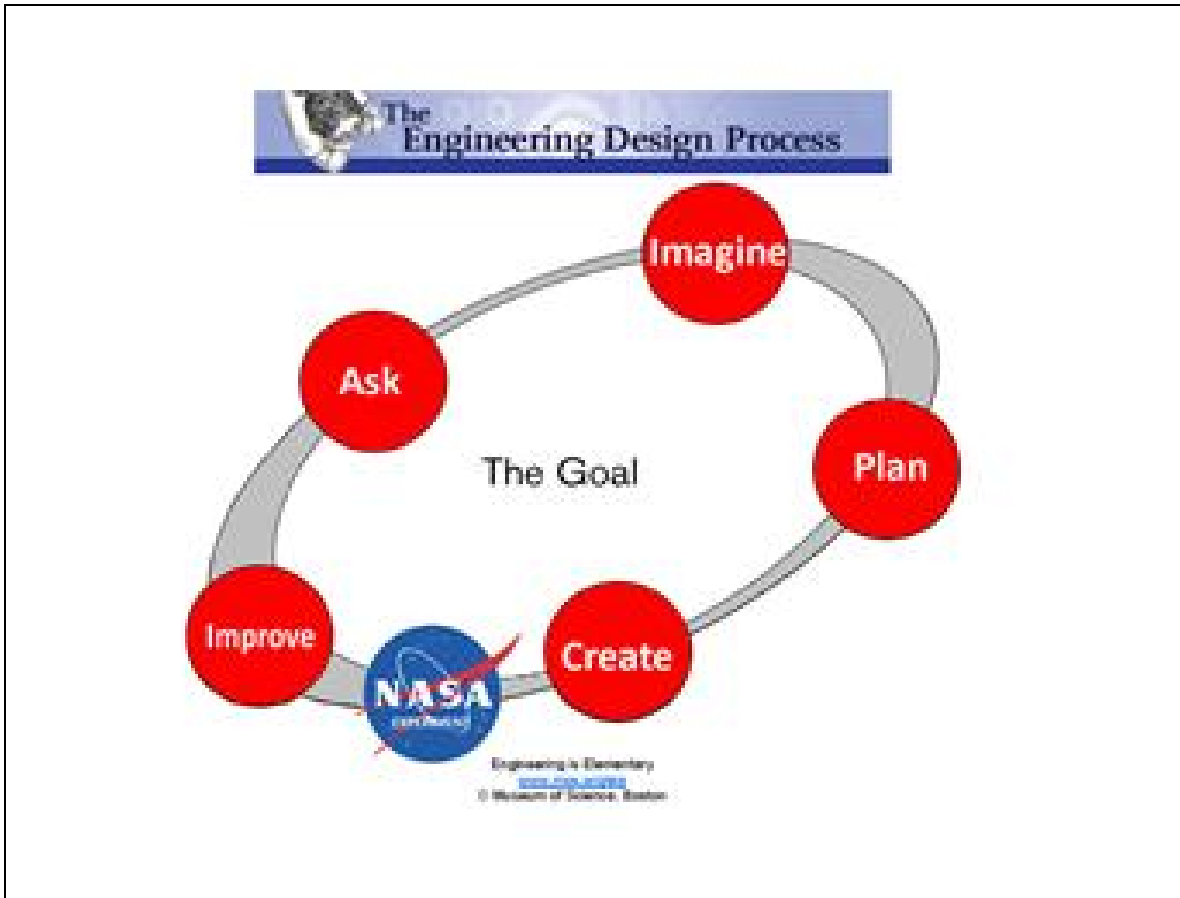 The
Engineering Design Process
Imagine
Ask
Plan
The Goal
Improve
Create
NASA
Engineering is Elementary
© Museum of Science, Boston